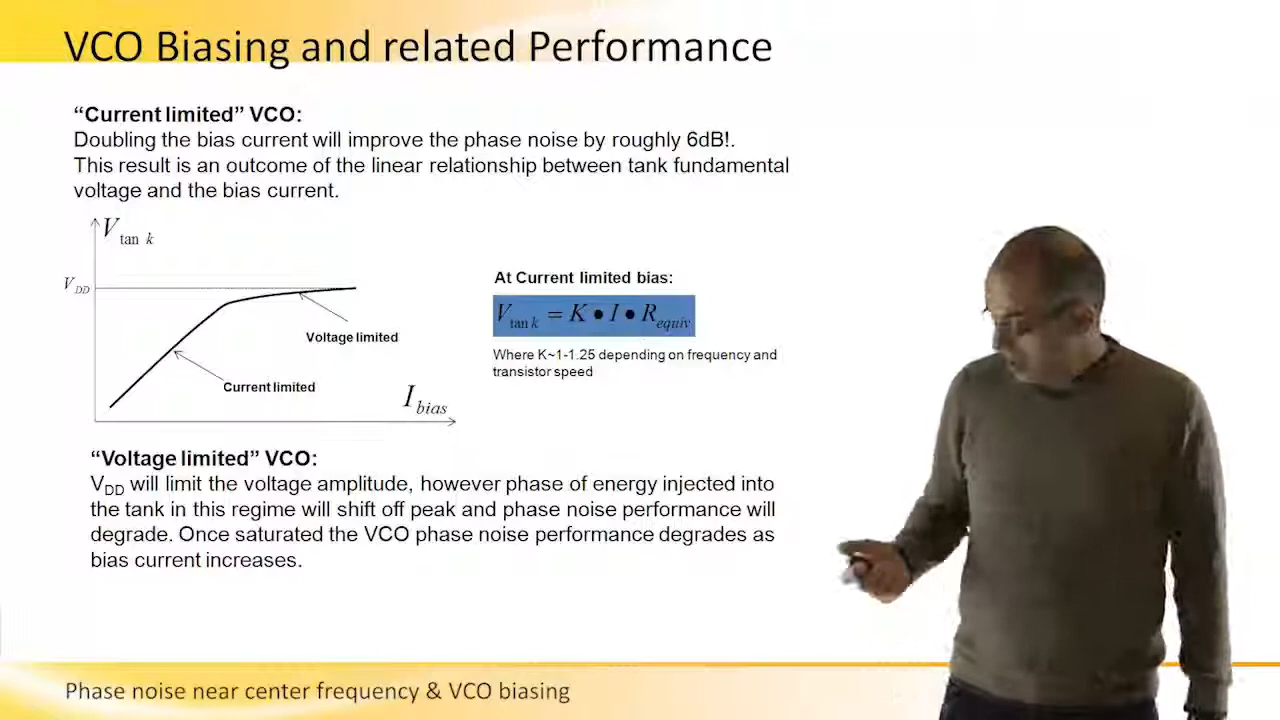 VCO Biasing and related Performance
“Current limited” VCO:
Doubling the bias current will improve the phase noise by roughly 6dB!.
This result is an outcome of the linear relationship between tank fundamental
voltage and the bias current.
V tan k
V DD
Voltage limited
Current limited
I bias
At Current limited bias:
V tan k = K • I • R equiv
Where K~1-1.25 depending on frequency and
transistor speed
“Voltage limited” VCO:
VDD will limit the voltage amplitude, however phase of energy injected into
the tank in this regime will shift off peak and phase noise performance will
degrade. Once saturated the VCO phase noise performance degrades as
bias current increases.
Phase noise near center frequency & VCO biasing